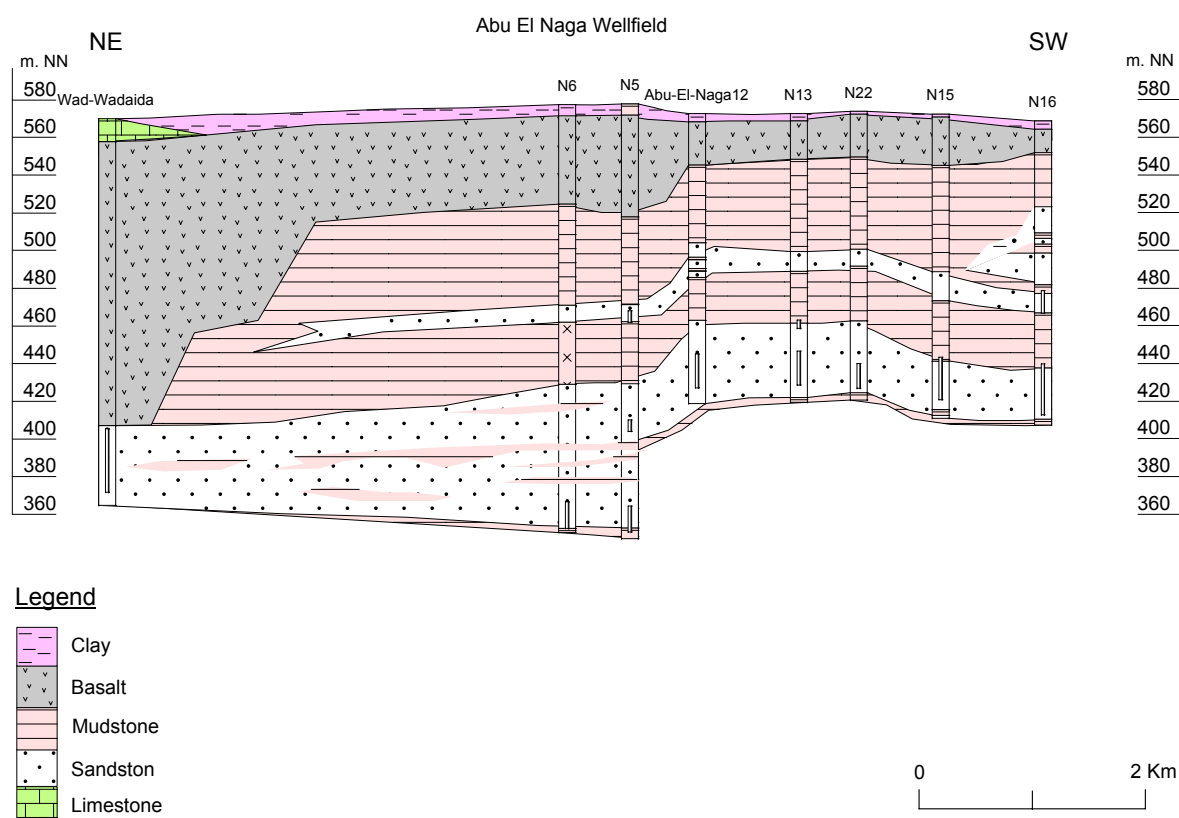 Abu El Naga Wellfield
NE
SW
m. NN
m. NN
Wad-Wadaida
N6
N5
Abu-El-Naga12
N13
N22
N15
N16
580
560
540
520
500
480
460
440
420
400
380
360
580
560
540
520
500
480
460
440
420
400
380
360
Legend
Clay
Basalt
Mudstone
Sandston
Limestone
0
2 Km